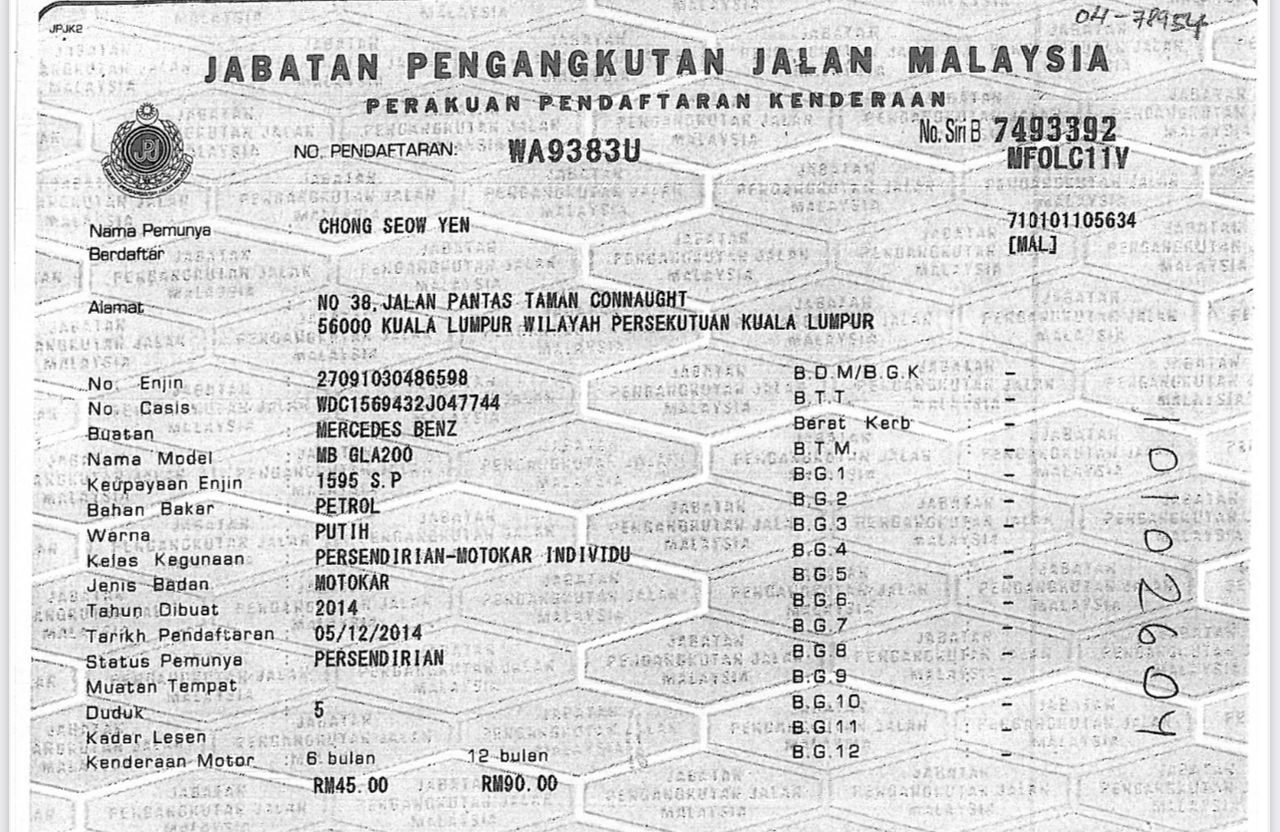 JPJK2
04-78954
JABATAN PENGANGKUTAN JALAN MALAYSIA
PERAKUAN PENDAFTARAN KENDERAAN
NO. PENDAFTARAN: WA9383U No. Siri B 7493392
MFOLC11V
Nama Pemunya Berdaftar : CHONG SEOW YEN 710101105634
[MAL]
Alamat : NO 38, JALAN PANTAS TAMAN CONNAUGHT
56000 KUALA LUMPUR WILAYAH PERSEKUTUAN KUALA LUMPUR
No. Enjin : 27091030486598 B.D.M/B.G.K : -
No. Casis : WDC1569432J047744 B.T.T. : -
Buatan : MERCEDES BENZ Berat Kerb : -
Nama Model : MB GLA200 B.T.M. : -
Keupayaan Enjin : 1595 S.P B.G.1 : -
Bahan Bakar : PETROL B.G.2 : -
Warna : PUTIH B.G.3 : -
Kelas Kegunaan : PERSENDIRIAN-MOTOKAR INDIVIDU B.G.4 : -
Jenis Badan : MOTOKAR B.G.5 : -
Tahun Dibuat : 2014 B.G.6 : -
Tarikh Pendaftaran : 05/12/2014 B.G.7 : -
Status Pemunya : PERSENDIRIAN B.G.8 : -
Muatan Tempat B.G.9 : -
Duduk : 5 B.G.10 : -
Kadar Lesen B.G.11 : -
Kenderaan Motor : 6 bulan 12 bulan B.G.12 : -
RM45.00 RM90.00